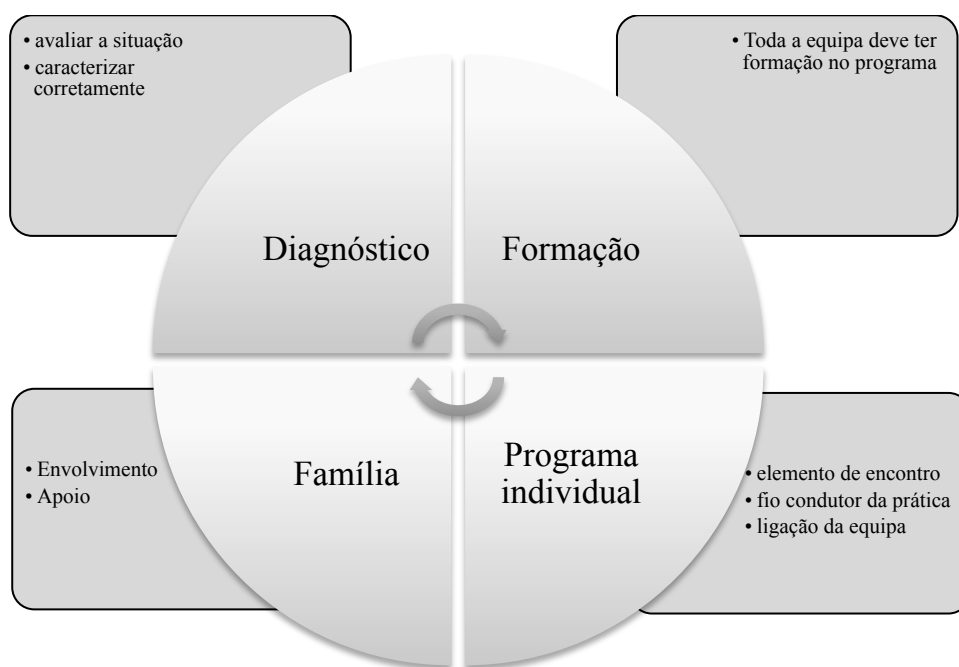 • avaliar a situação
• caracterizar
corretamente
• Toda a equipa deve ter
formação no programa
Diagnóstico
Formação
Família
Programa
individual
• Envolvimento
• Apoio
• elemento de encontro
• fio condutor da prática
• ligação da equipa